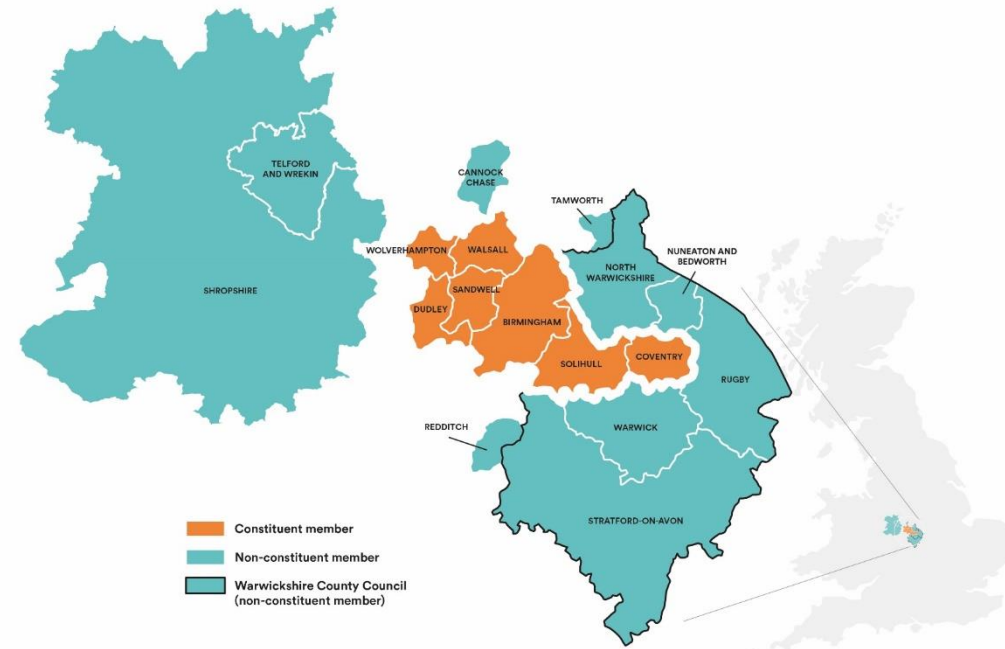 TELFORD
AND WREKIN
CANNOCK
CHASE
TAMWORTH
WOLVERHAMPTON
WALSALL
NORTH
WARWICKSHIRE
NUNEATON AND
BEDWORTH
SHROPSHIRE
SANDWELL
DUDLEY
BIRMINGHAM
SOLIHULL
COVENTRY
RUGBY
REDDITCH
WARWICK
STRATFORD-ON-AVON
Constituent member
Non-constituent member
Warwickshire County Council
(non-constituent member)